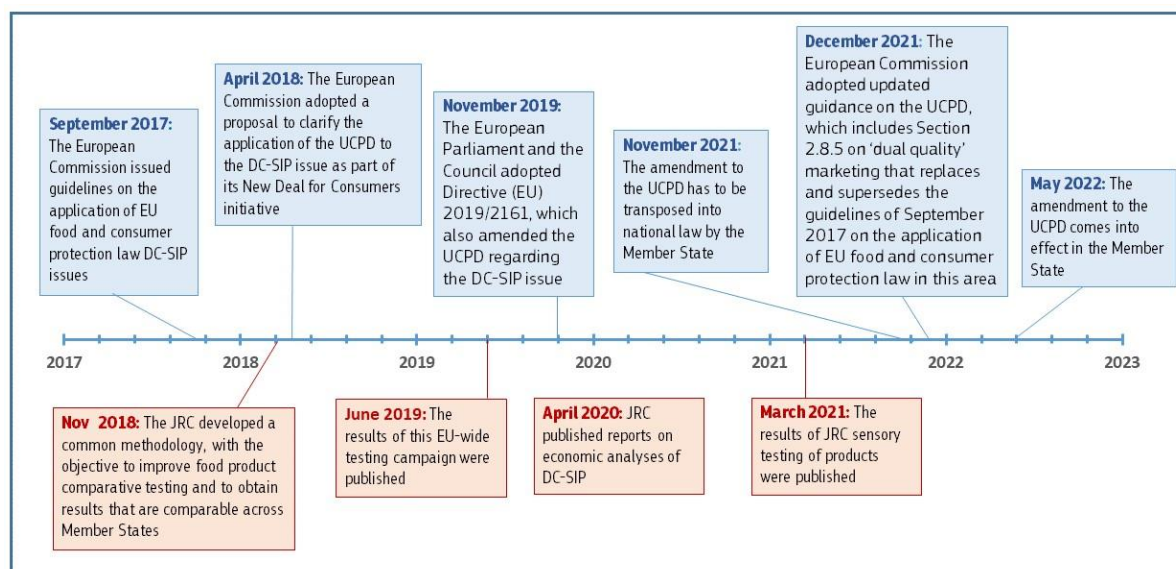 September 2017:
The European
Commission issued
guidelines on the
application of EU
food and consumer
protection law DC-SIP
issues
April 2018: The European
Commission adopted a
proposal to clarify the
application of the UCPD to
the DC-SIP issue as part of
its New Deal for Consumers
initiative
November 2019:
The European
Parliament and the
Council adopted
Directive (EU)
2019/2161, which
also amended the
UCPD regarding
the DC-SIP issue
November 2021:
The amendment to
the UCPD has to be
transposed into
national law by the
Member State
December 2021: The
European Commission
adopted updated
guidance on the UCPD,
which includes Section
2.8.5 on ‘dual quality’
marketing that replaces
and supersedes the
guidelines of September
2017 on the application
of EU food and consumer
protection law in this area
May 2022: The
amendment to the
UCPD comes into
effect in the Member
State
2017 2018 2019 2020 2021 2022 2023
Nov 2018: The JRC developed a
common methodology, with the
objective to improve food product
comparative testing and to obtain
results that are comparable across
Member States
June 2019: The
results of this EU-wide
testing campaign were
published
April 2020: JRC
published reports on
economic analyses of
DC-SIP
March 2021: The
results of JRC sensory
testing of products
were published